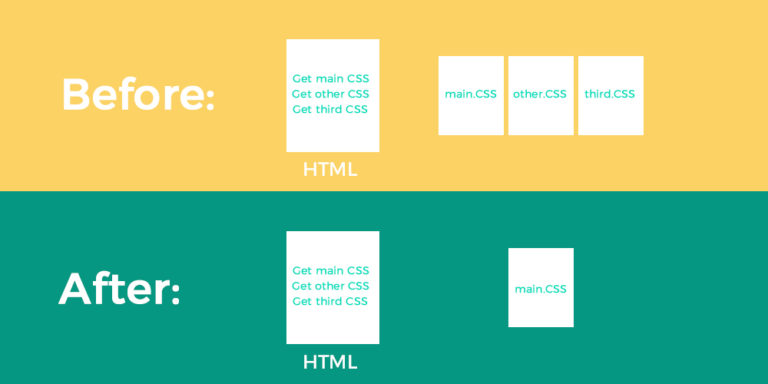 Before:
Get main CSS
Get other CSS
Get third CSS
HTML
main.CSS
other.CSS
third.CSS
After:
Get main CSS
Get other CSS
Get third CSS
HTML
main.CSS